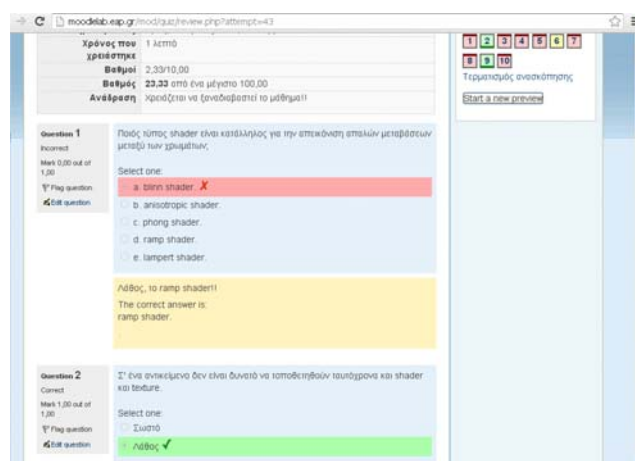 moodlelab.eap.gr/mod/quiz/review.php?attempt=43
Χρόνος που χρειάστηκε 1 λεπτό
Βαθμοί 2,33/10,00
Βαθμός 23,33 από ένα μέγιστο 100,00
Ανάδραση Χρειάζεται να ξαναδιαβαστεί το μάθημα!!
1 2 3 4 5 6 7
8 9 10
Τερματισμός ανασκόπησης
Start a new preview
Question 1
Incorrect
Mark 0,00 out of
1,00
Flag question
Edit question
Ποιός τύπος shader είναι κατάλληλος για την απεικόνιση απαλών μεταβάσεων
μεταξύ των χρωμάτων;
Select one:
a. blinn shader. ✗
b. anisotropic shader.
c. phong shader.
d. ramp shader.
e. lampert shader.
Λάθος, το ramp shader!!
The correct answer is:
ramp shader.
Question 2
Correct
Mark 1,00 out of
1,00
Flag question
Edit question
Σ' ένα αντικείμενο δεν είναι δυνατό να τοποθετηθούν ταυτόχρονα και shader
και texture.
Select one:
Σωστό
Λάθος ✓